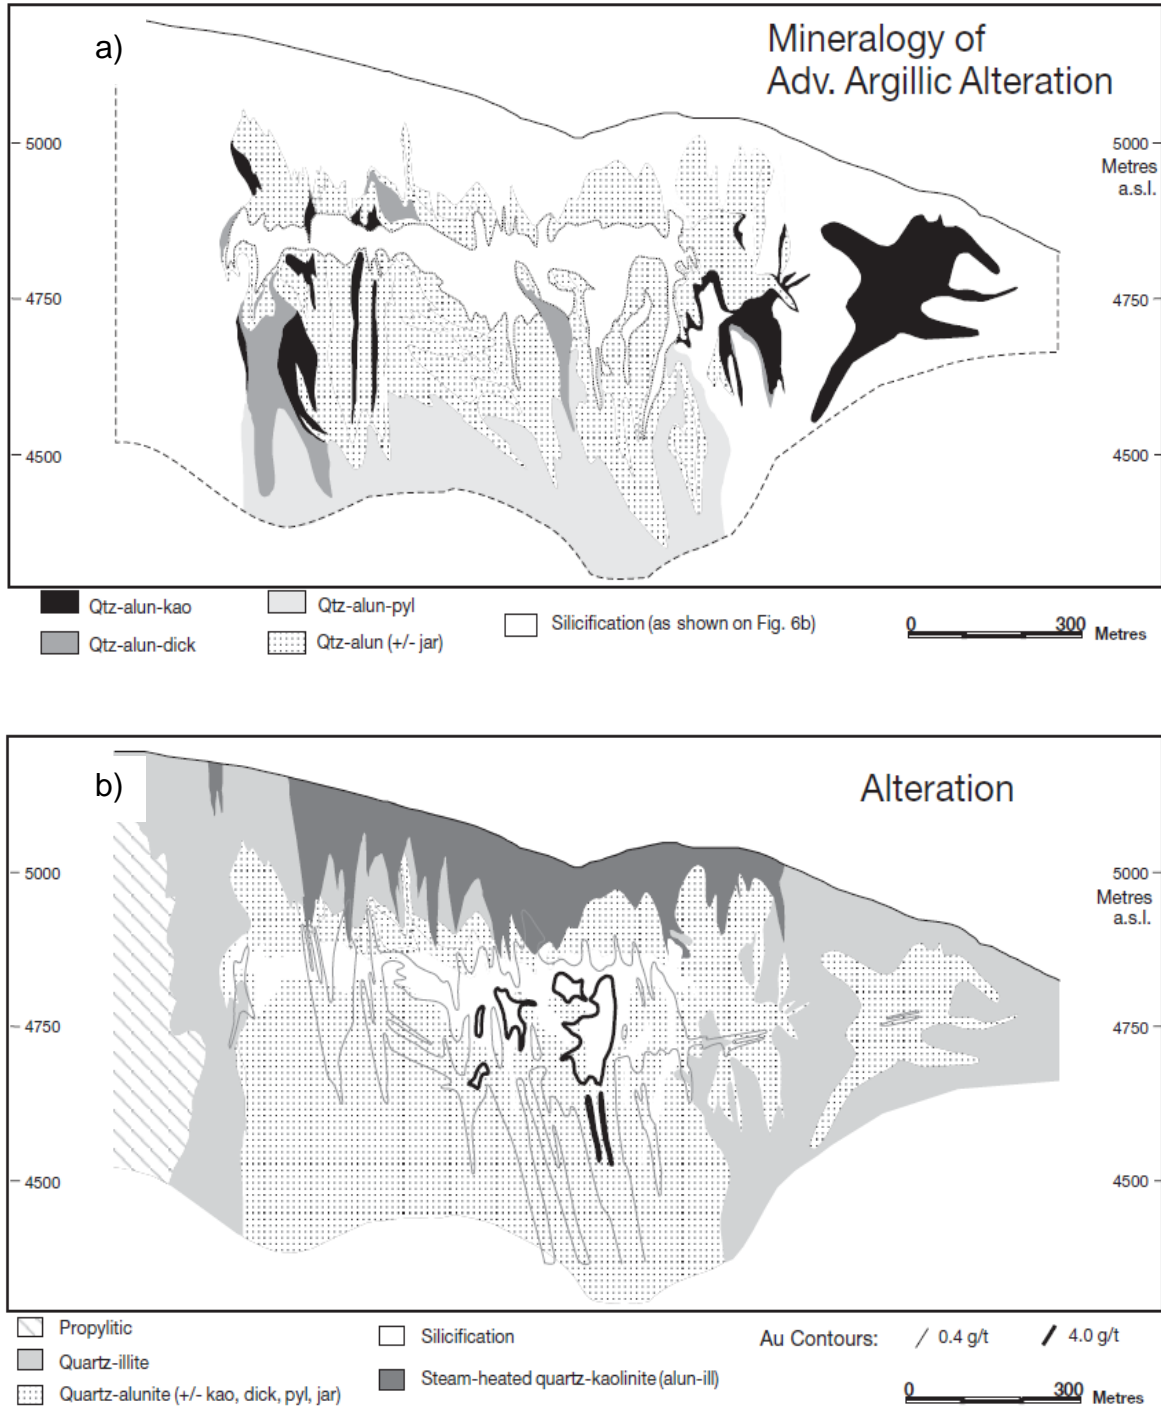 a)
Mineralogy of
Adv. Argillic Alteration
5000
5000
Metres
a.s.l.
4750
4750
4500
4500
Qtz-alun-kao
Qtz-alun-pyl
Silicification (as shown on Fig. 6b)
0 300 Metres
Qtz-alun-dick
Qtz-alun (+/- jar)
b)
Alteration
5000
5000
Metres
a.s.l.
4750
4750
4500
4500
Propylitic
Silicification
Au Contours: 0.4 g/t 4.0 g/t
Quartz-illite
Steam-heated quartz-kaolinite (alun-ill)
Quartz-alunite (+/- kao, dick, pyl, jar)
0 300 Metres